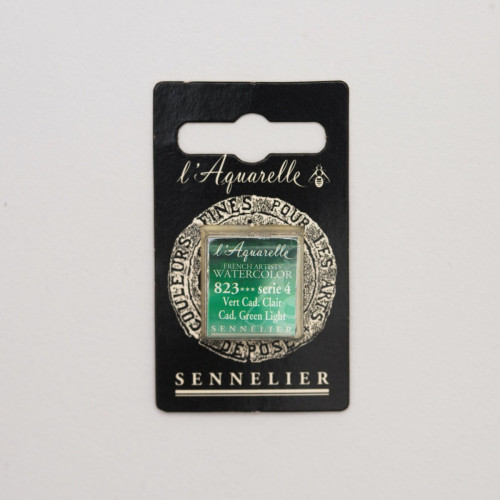 l'Aquarelle
COULEURS FINES POUR LES ARTS
l'Aquarelle
FRENCH ARTISTS'
WATERCOLOR
823*** serie 4
Vert Cad. Clair
Cad. Green Light
SENNELIER
DEPOSE
SENNELIER